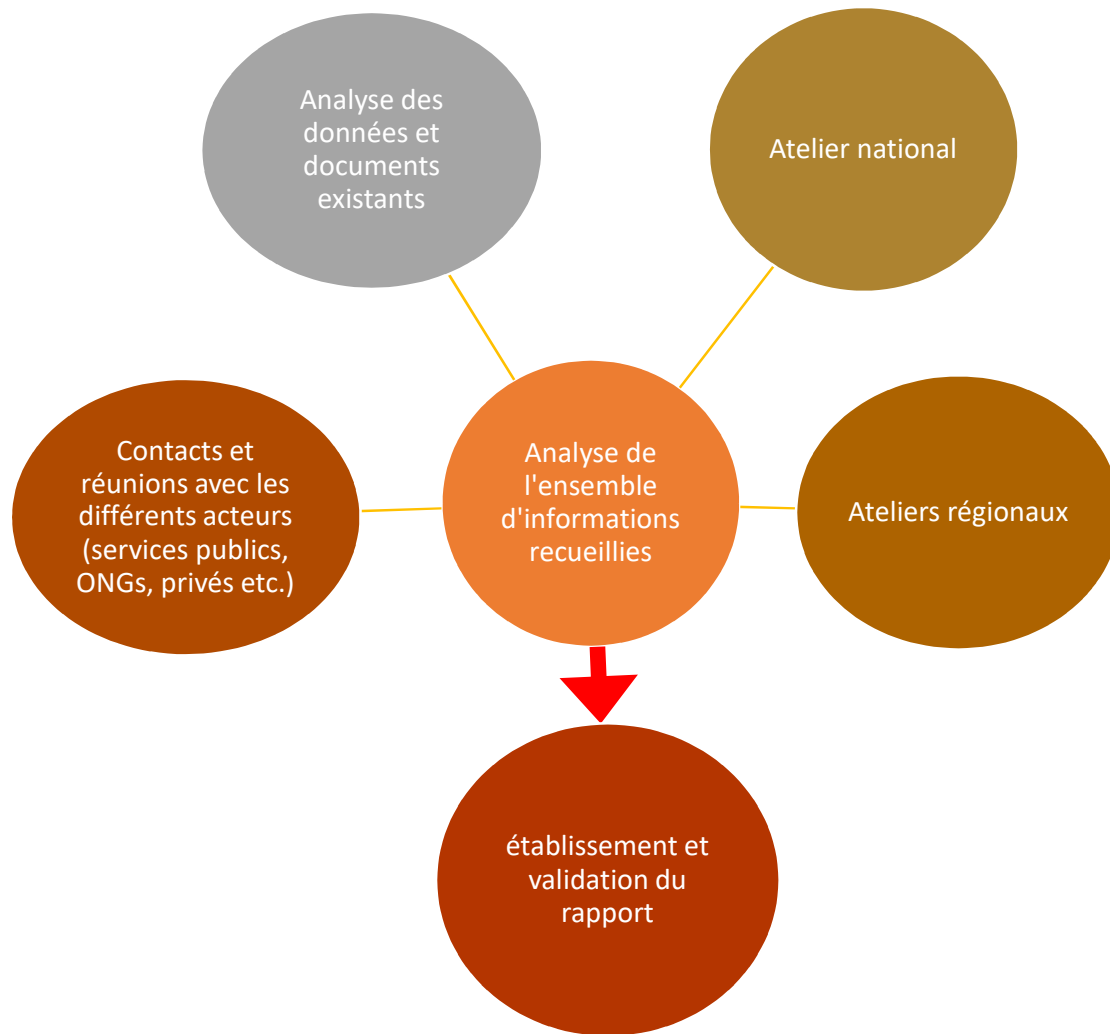 Analyse des
données et
documents
existants
Atelier national
Contacts et
réunions avec les
différents acteurs
(services publics,
ONGs, privés etc.)
Analyse de
l'ensemble
d'informations
recueillies
Ateliers régionaux
établissement et
validation du
rapport